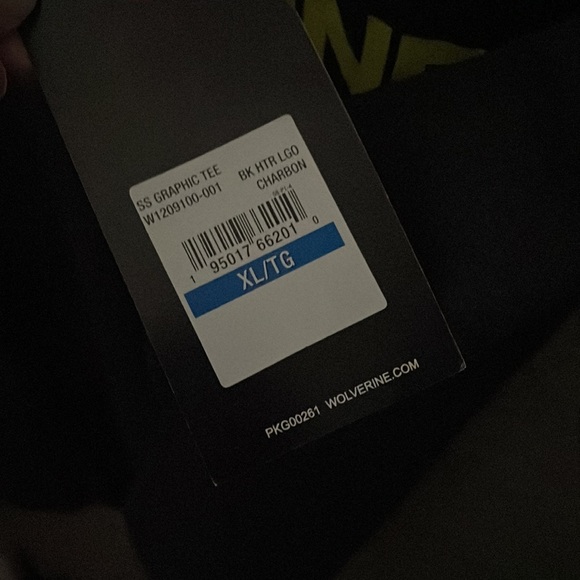 SS GRAPHIC TEE BK HTR LGO
W1209100-001 CHARBON
1 95017 66201 0
XL/TG
PKG00261 WOLVERINE.COM